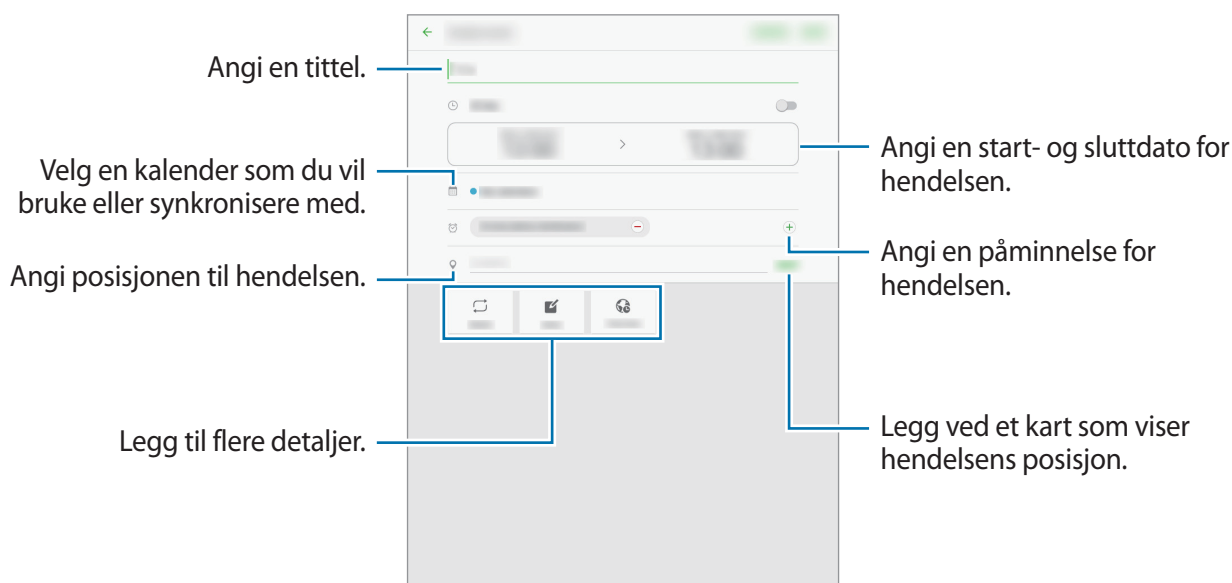 Angi en tittel.
Velg en kalender som du vil
bruke eller synkronisere med.
Angi posisjonen til hendelsen.
Legg til flere detaljer.
Angi en start- og sluttdato for
hendelsen.
Angi en påminnelse for
hendelsen.
Legg ved et kart som viser
hendelsens posisjon.